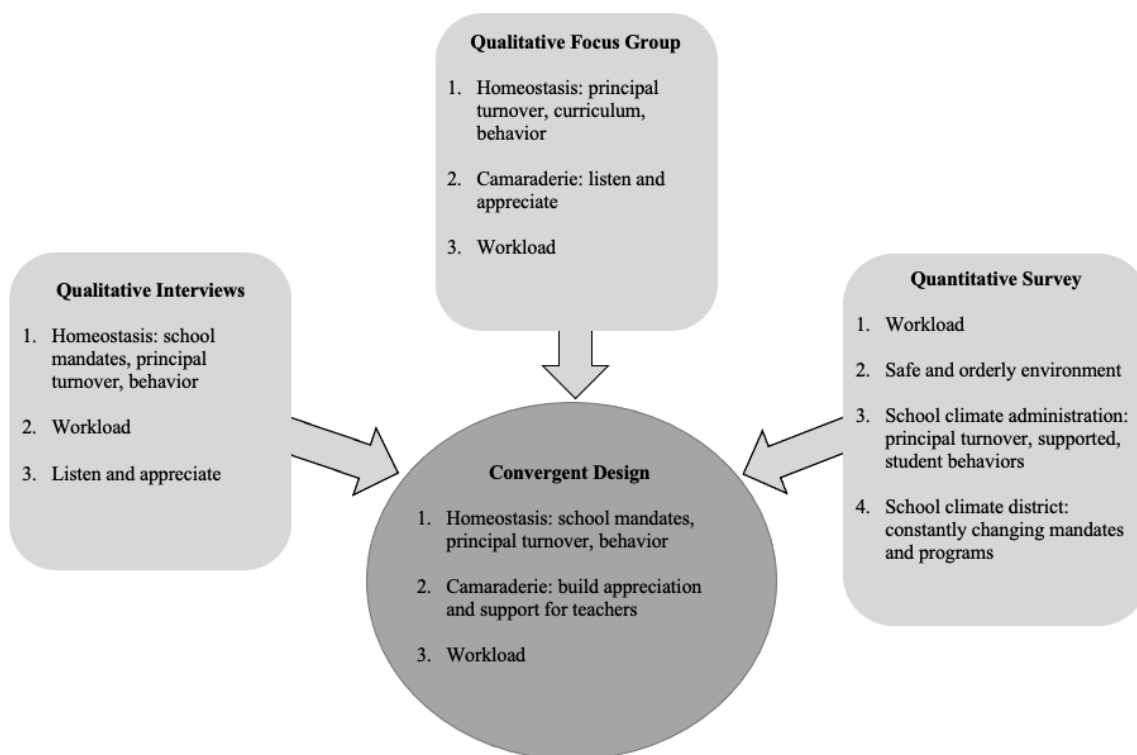 Qualitative Focus Group
1. Homeostasis: principal
turnover, curriculum,
behavior
2. Camaraderie: listen and
appreciate
3. Workload
Qualitative Interviews
1. Homeostasis: school
mandates, principal
turnover, behavior
2. Workload
3. Listen and appreciate
Quantitative Survey
1. Workload
2. Safe and orderly environment
3. School climate administration:
principal turnover, supported,
student behaviors
4. School climate district:
constantly changing mandates
and programs
Convergent Design
1. Homeostasis: school mandates,
principal turnover, behavior
2. Camaraderie: build appreciation
and support for teachers
3. Workload